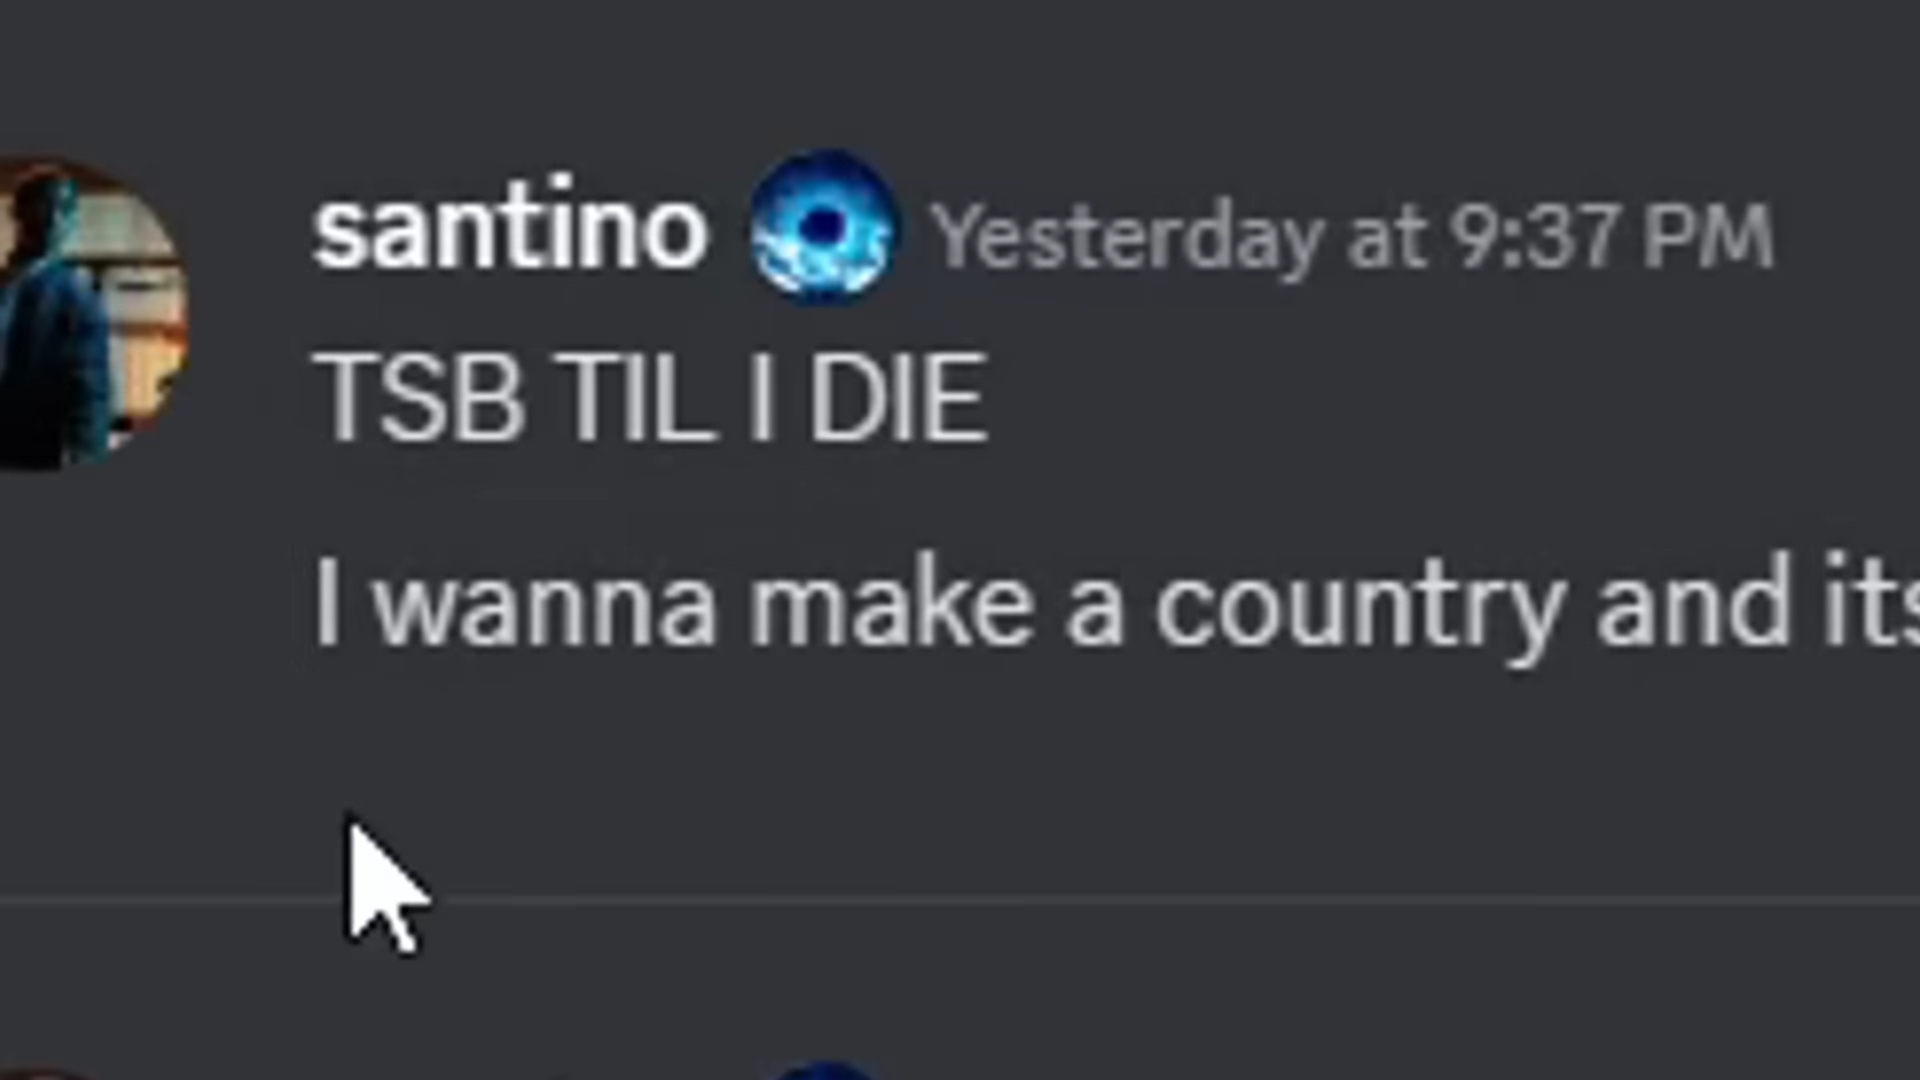 santino Yesterday at 9:37 PM
TSB TIL I DIE
I wanna make a country and its